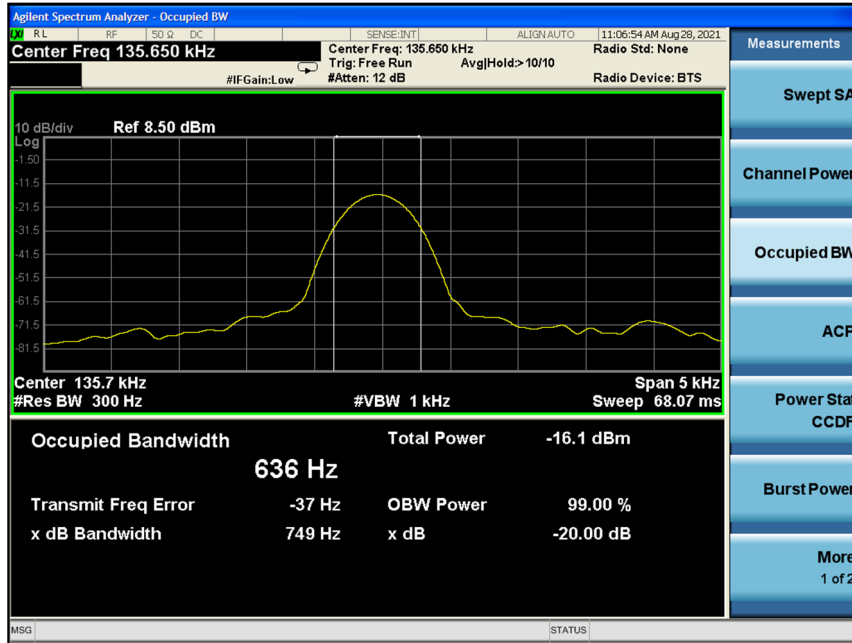 Agilent Spectrum Analyzer - Occupied BW
LXI RL RF 50 Ω DC SENSE:INT ALIGN AUTO 11:06:54 AM Aug 28, 2021
Center Freq 135.650 kHz
Center Freq: 135.650 kHz Radio Std: None
Trig: Free Run Avg|Hold:> 10/10
#IFGain:Low #Atten: 12 dB Radio Device: BTS
10 dB/div Ref 8.50 dBm
Log
-1.50
-11.5
-21.5
-31.5
-41.5
-51.5
-61.5
-71.5
-81.5
Center 135.7 kHz Span 5 kHz
#Res BW 300 Hz #VBW 1 kHz Sweep 68.07 ms
Occupied Bandwidth Total Power -16.1 dBm
636 Hz
Transmit Freq Error -37 Hz OBW Power 99.00 %
x dB Bandwidth 749 Hz x dB -20.00 dB
Measurements
Swept SA
Channel Power
Occupied BW
ACP
Power Stat
CCDF
Burst Power
More
1 of 2
MSG STATUS